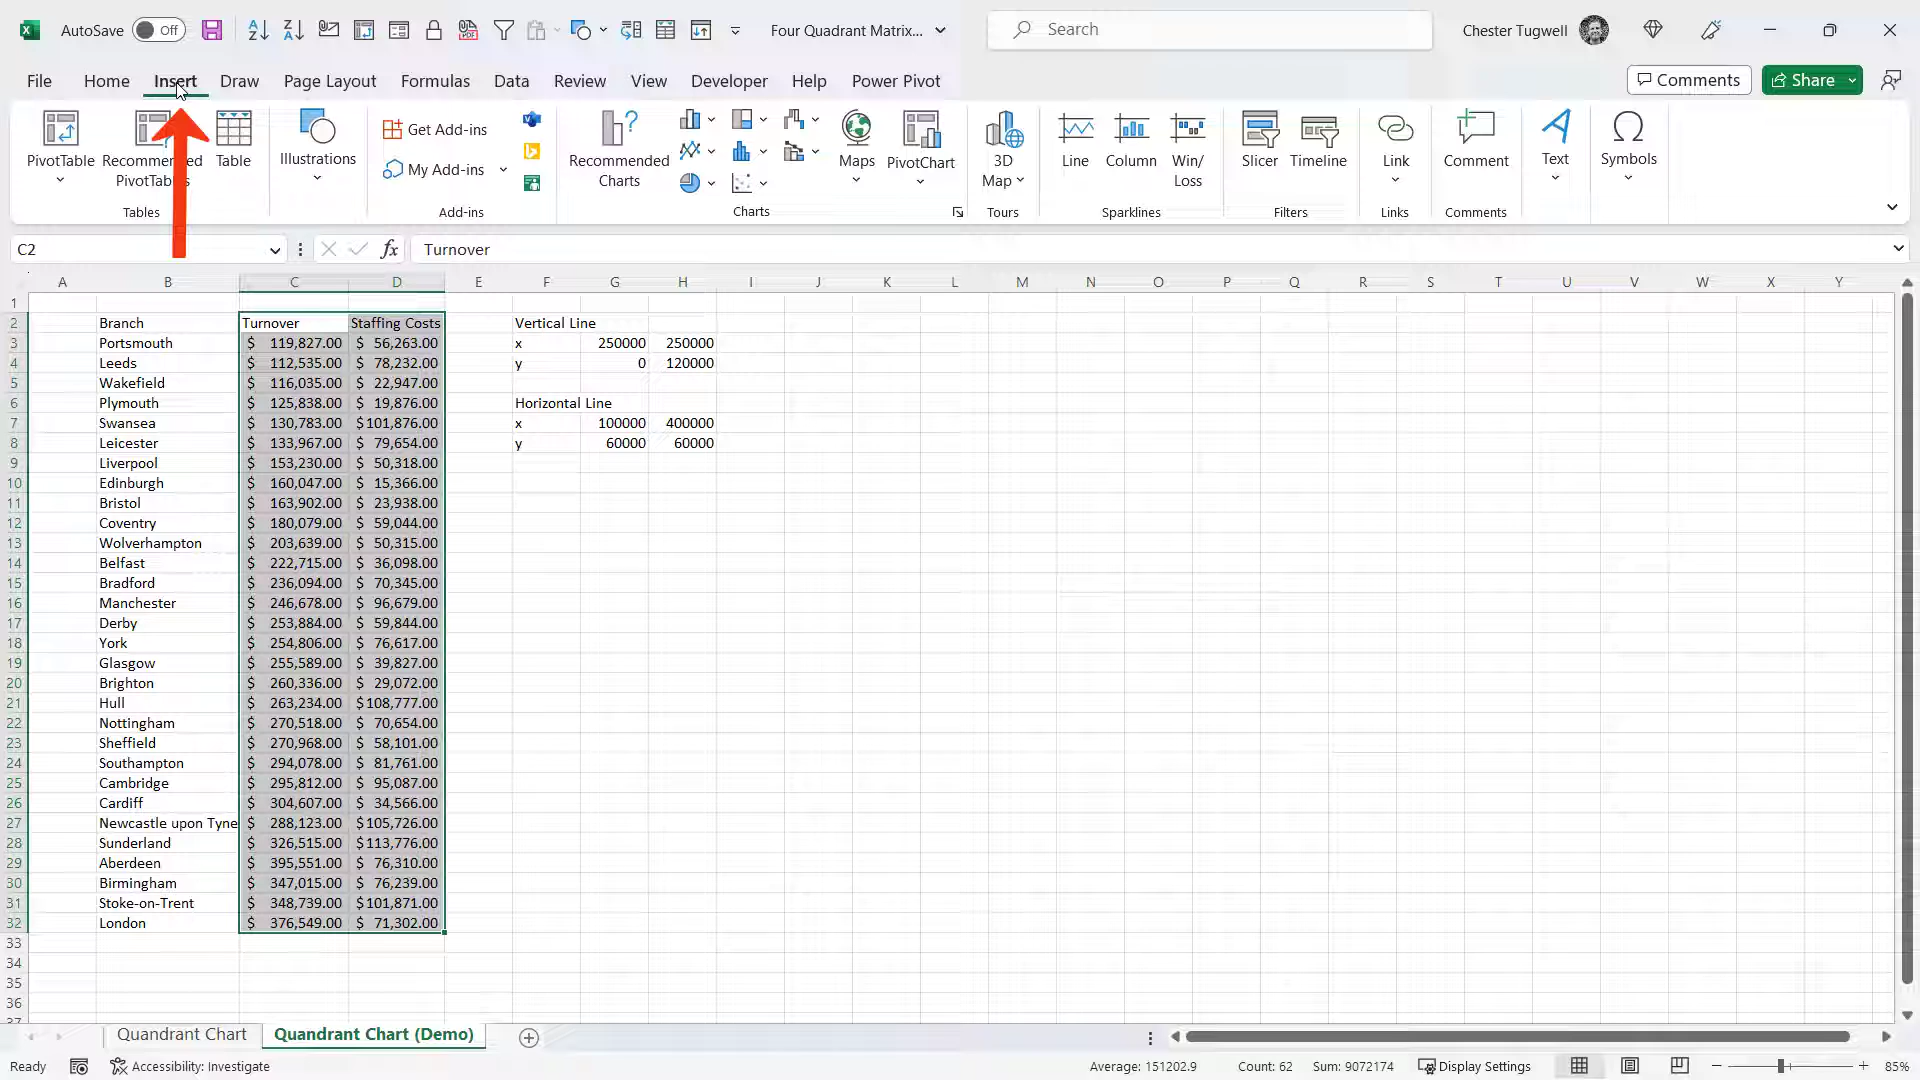 AutoSave Off Four Quadrant Matrix... Search Chester Tugwell
File Home Insert Draw Page Layout Formulas Data Review View Developer Help Power Pivot Comments Share
PivotTable
Recommended
Table
Illustrations
Get Add-ins
My Add-ins
Recommended
Charts
Maps PivotChart
3D
Map
Line Column Win/
Loss
Slicer Timeline
Link
Comment
Text
Symbols
Tables Add-ins Charts Tours Sparklines Filters Links Comments
C2 fx Turnover
A B C D E F G H I J K L M N O P Q R S T U V W X Y
1
2 Branch Turnover Staffing Costs Vertical Line
3 Portsmouth $ 119,827.00 $ 56,263.00 x 250000 250000
4 Leeds $ 112,535.00 $ 78,232.00 y 0 120000
5 Wakefield $ 116,035.00 $ 22,947.00
6 Plymouth $ 125,838.00 $ 19,876.00 Horizontal Line
7 Swansea $ 130,783.00 $101,876.00 x 100000 400000
8 Leicester $ 133,967.00 $ 79,654.00 y 60000 60000
9 Liverpool $ 153,230.00 $ 50,318.00
10 Edinburgh $ 160,047.00 $ 15,366.00
11 Bristol $ 163,902.00 $ 23,938.00
12 Coventry $ 180,079.00 $ 59,044.00
13 Wolverhampton $ 203,639.00 $ 50,315.00
14 Belfast $ 222,715.00 $ 36,098.00
15 Bradford $ 236,094.00 $ 70,345.00
16 Manchester $ 246,678.00 $ 96,679.00
17 Derby $ 253,884.00 $ 59,844.00
18 York $ 254,806.00 $ 76,617.00
19 Glasgow $ 255,589.00 $ 39,827.00
20 Brighton $ 260,336.00 $ 29,072.00
21 Hull $ 263,234.00 $108,777.00
22 Nottingham $ 270,518.00 $ 70,654.00
23 Sheffield $ 270,968.00 $ 58,101.00
24 Southampton $ 294,078.00 $ 81,761.00
25 Cambridge $ 295,812.00 $ 95,087.00
26 Cardiff $ 304,607.00 $ 34,566.00
27 Newcastle upon Tyne $ 288,123.00 $105,726.00
28 Sunderland $ 326,515.00 $113,776.00
29 Aberdeen $ 395,551.00 $ 76,310.00
30 Birmingham $ 347,015.00 $ 76,239.00
31 Stoke-on-Trent $ 348,739.00 $101,871.00
32 London $ 376,549.00 $ 71,302.00
33
34
35
36
Quandrant Chart Quandrant Chart (Demo)
Ready Accessibility: Investigate Average: 151202.9 Count: 62 Sum: 9072174 Display Settings 85%